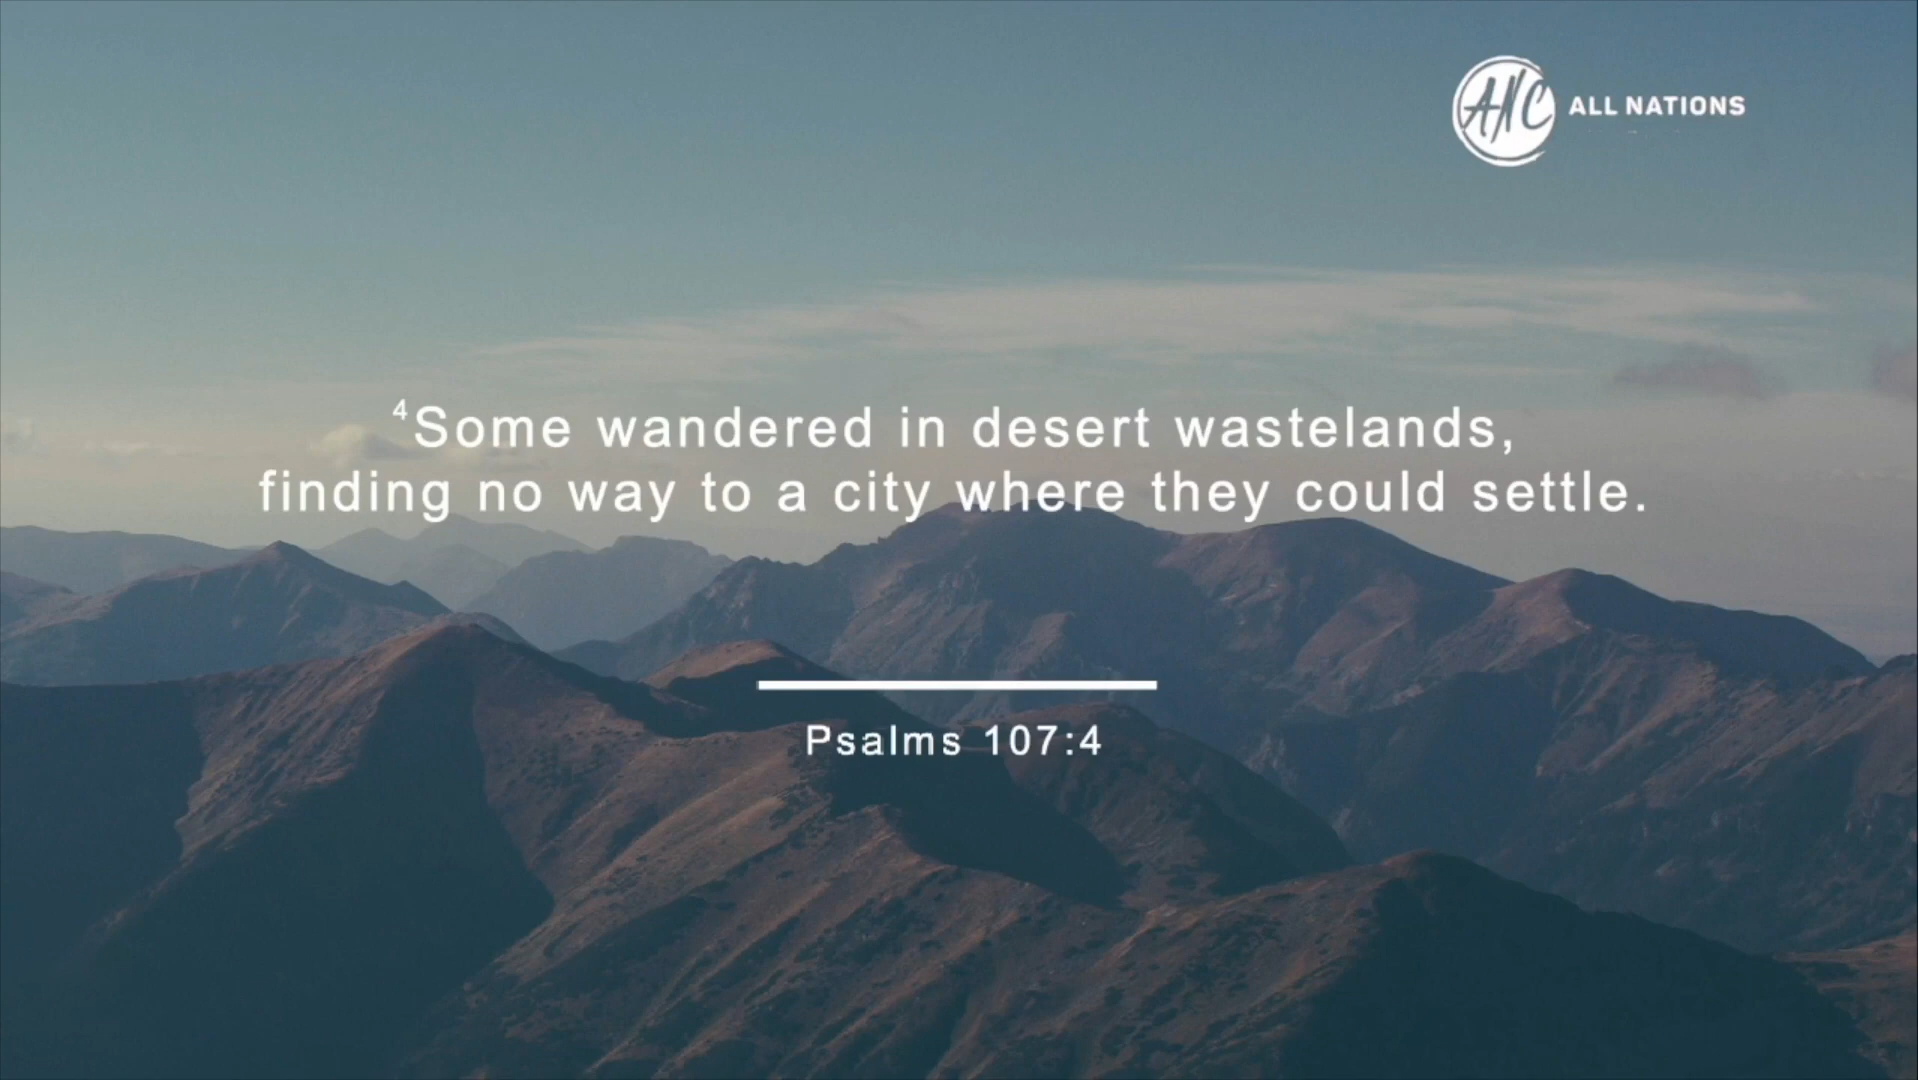 ANC ALL NATIONS
⁴Some wandered in desert wastelands,
finding no way to a city where they could settle.
Psalms 107:4